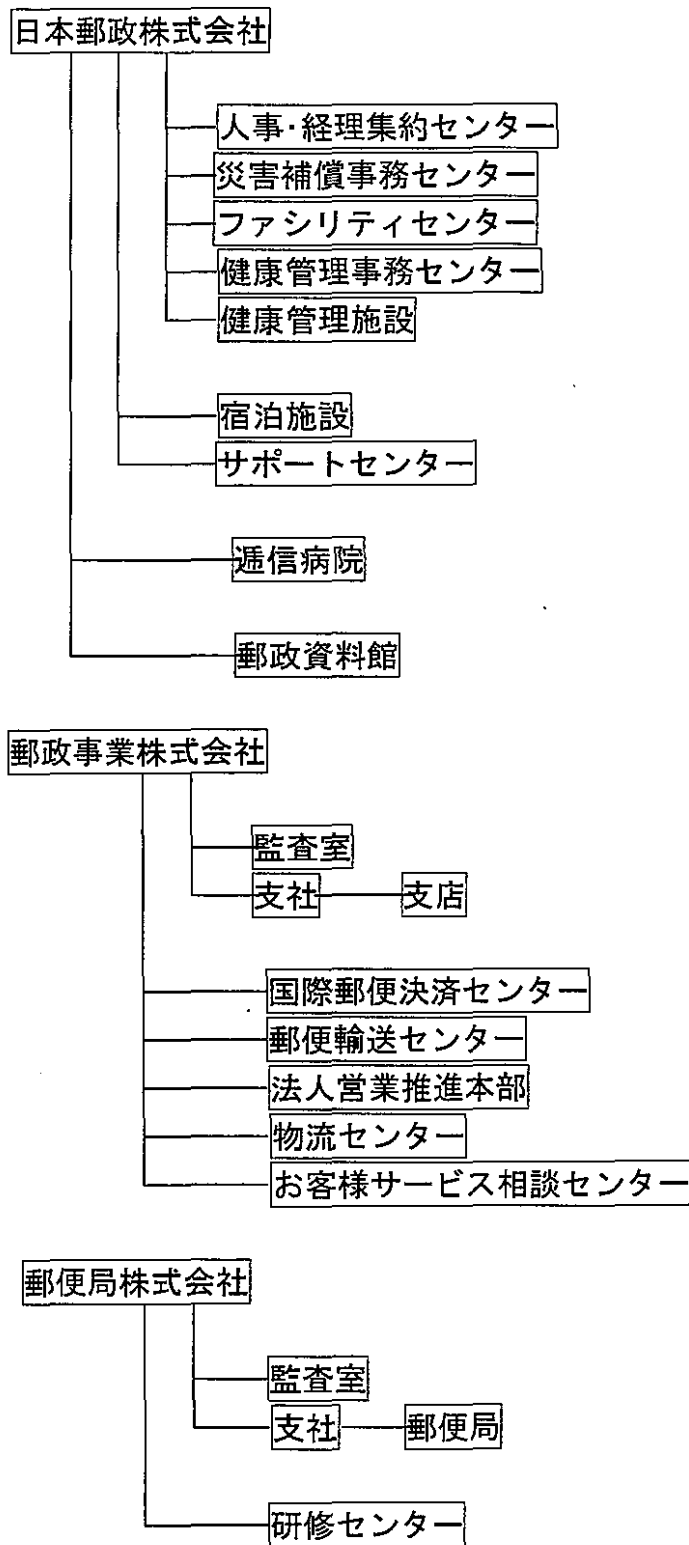 日本郵政株式会社
人事・経理集約センター
災害補償事務センター
ファシリティセンター
健康管理事務センター
健康管理施設
宿泊施設
サポートセンター
逓信病院
郵政資料館
郵政事業株式会社
監査室
支社 支店
国際郵便決済センター
郵便輸送センター
法人営業推進本部
物流センター
お客様サービス相談センター
郵便局株式会社
監査室
支社 郵便局
研修センター